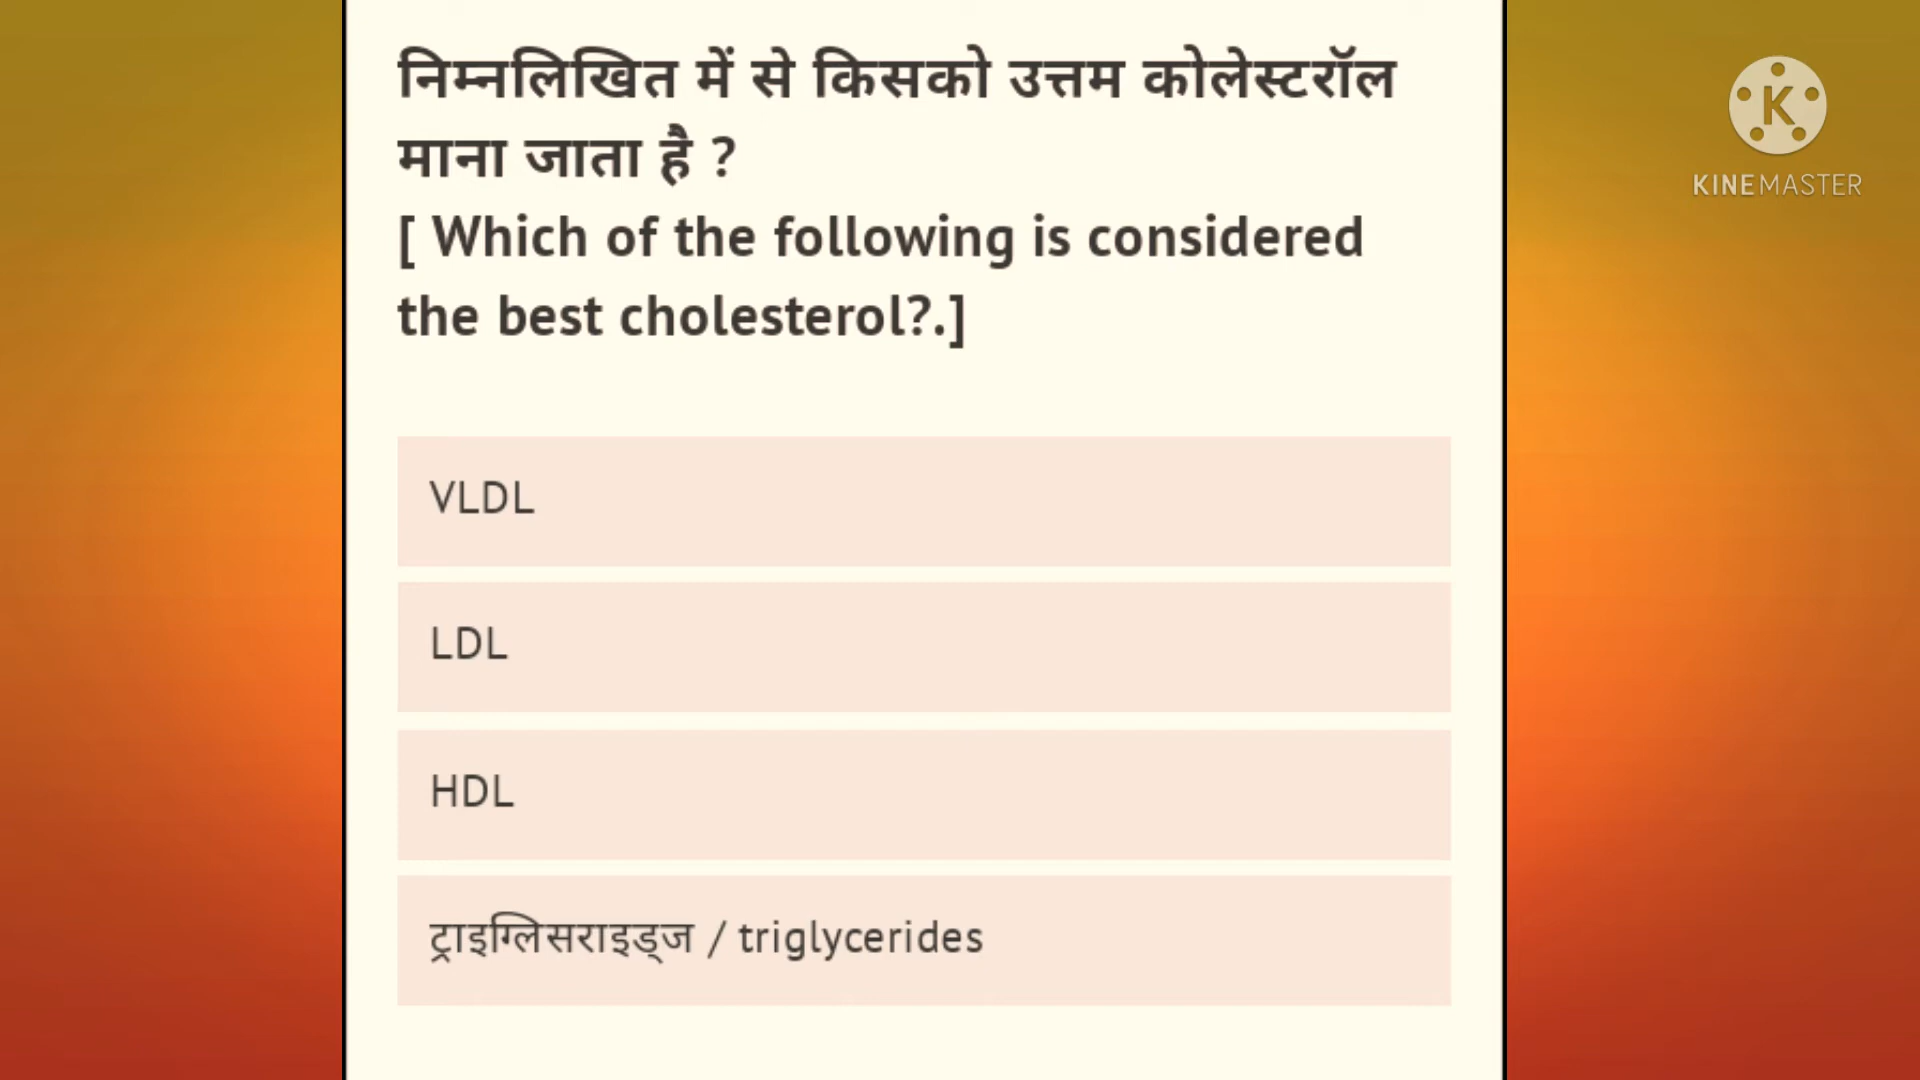 निम्नलिखित में से किसको उत्तम कोलेस्टरॉल
माना जाता है ?
[ Which of the following is considered
the best cholesterol?.]
VLDL
LDL
HDL
ट्राइग्लिसराइड्ज / triglycerides
K
KINEMASTER